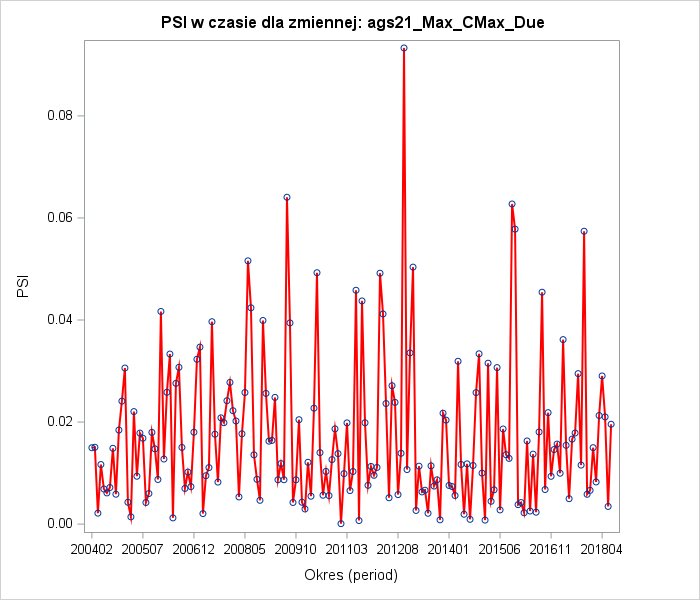 PSI w czasie dla zmiennej: ags21_Max_CMax_Due
0.08
0.06
0.04
0.02
0.00
PSI
200402 200507 200612 200805 200910 201103 201208 201401 201506 201611 201804
Okres (period)